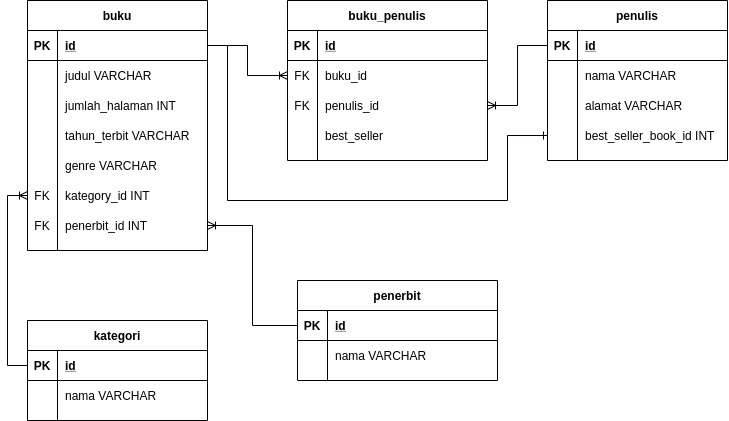 buku
PK id
judul VARCHAR
jumlah_halaman INT
tahun_terbit VARCHAR
genre VARCHAR
FK kategory_id INT
FK penerbit_id INT
buku_penulis
PK id
FK buku_id
FK penulis_id
best_seller
penulis
PK id
nama VARCHAR
alamat VARCHAR
best_seller_book_id INT
penerbit
PK id
nama VARCHAR
kategori
PK id
nama VARCHAR